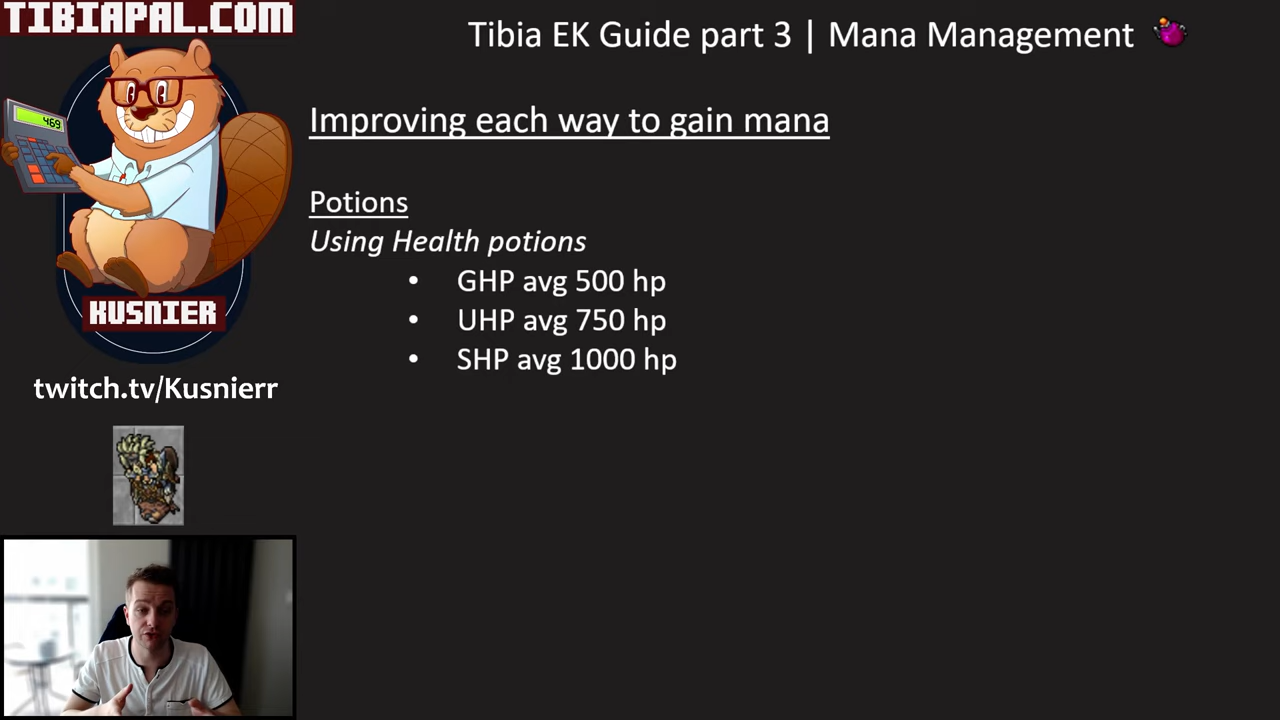 TIBIAPAL.COM
Tibia EK Guide part 3 | Mana Management
469
KUSNIER
twitch.tv/Kusnierr
Improving each way to gain mana
Potions
Using Health potions
• GHP avg 500 hp
• UHP avg 750 hp
• SHP avg 1000 hp